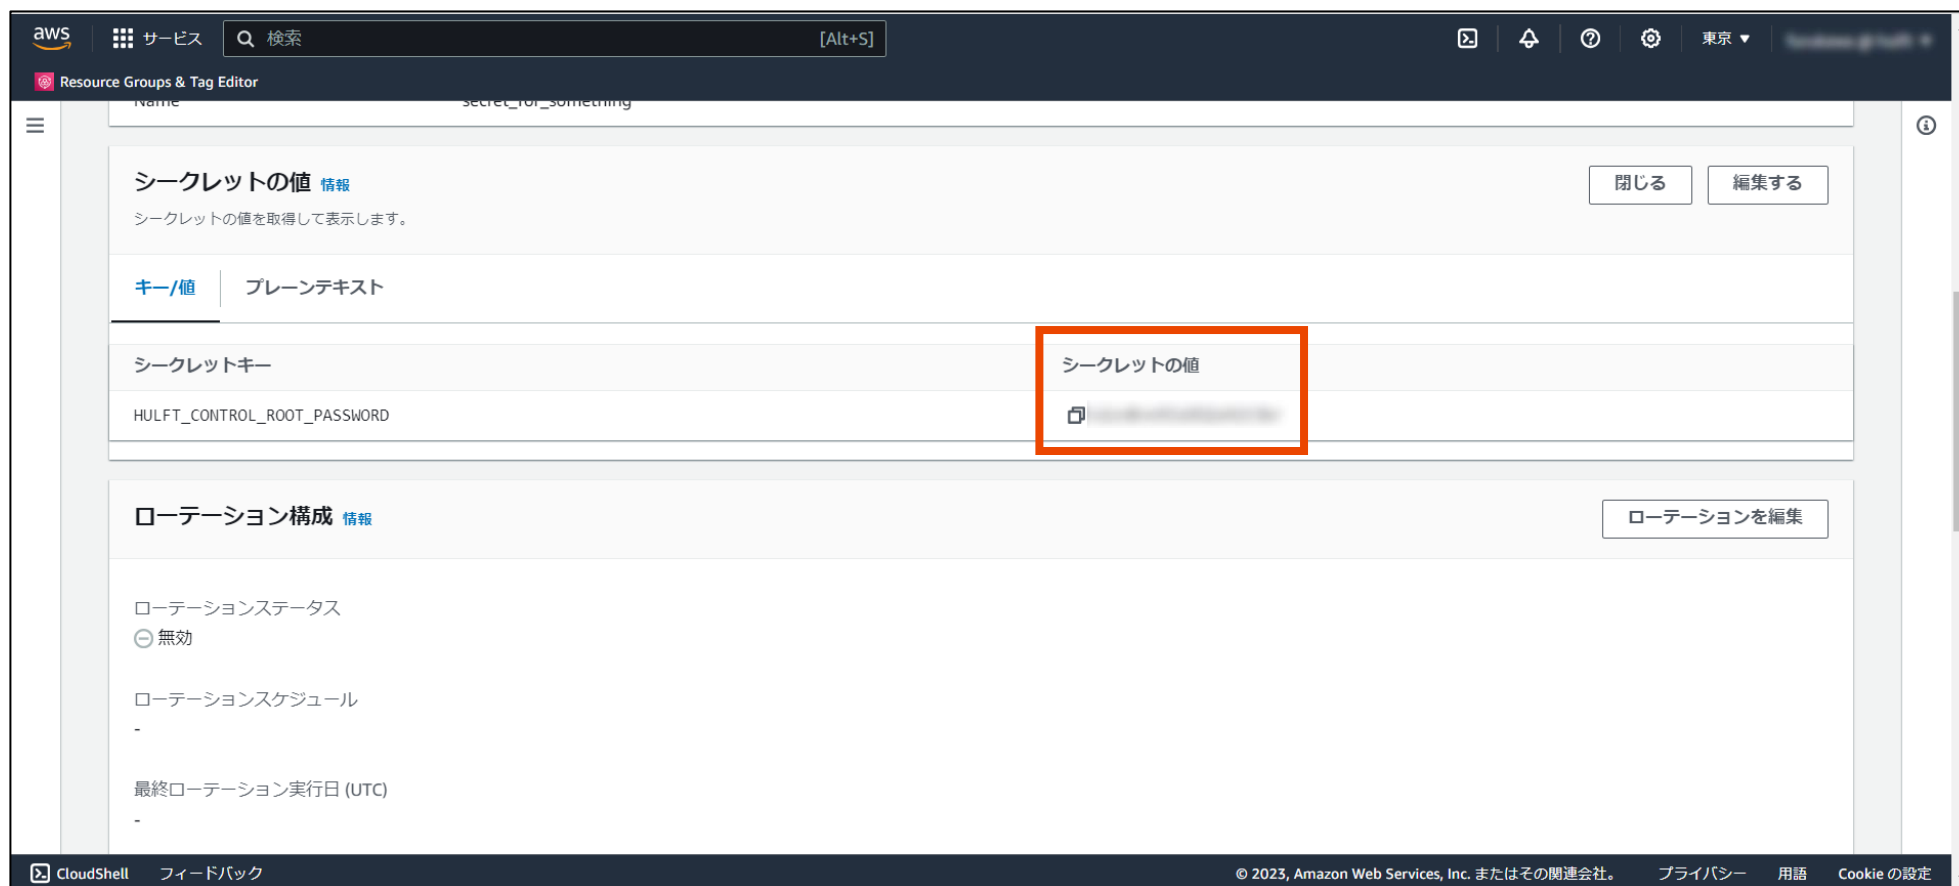 aws サービス 検索 [Alt+S] 東京 ▼
Resource Groups & Tag Editor
Name secret_for_something
シークレットの値 情報 閉じる 編集する
シークレットの値を取得して表示します。
キー/値 プレーンテキスト
シークレットキー シークレットの値
HULFT_CONTROL_ROOT_PASSWORD
ローテーション構成 情報 ローテーションを編集
ローテーションステータス
無効
ローテーションスケジュール
-
最終ローテーション実行日 (UTC)
-
CloudShell フィードバック © 2023, Amazon Web Services, Inc. またはその関連会社。 プライバシー 用語 Cookie の設定